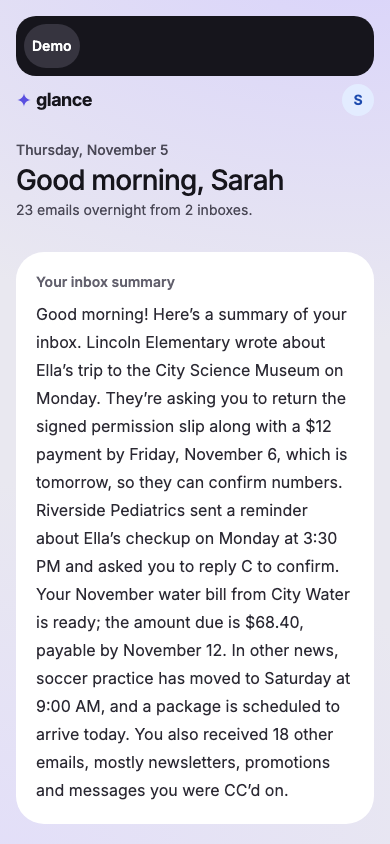 Demo
glance
S
Thursday, November 5
Good morning, Sarah
23 emails overnight from 2 inboxes.
Your inbox summary
Good morning! Here’s a summary of your
inbox. Lincoln Elementary wrote about
Ella’s trip to the City Science Museum on
Monday. They’re asking you to return the
signed permission slip along with a $12
payment by Friday, November 6, which is
tomorrow, so they can confirm numbers.
Riverside Pediatrics sent a reminder
about Ella’s checkup on Monday at 3:30
PM and asked you to reply C to confirm.
Your November water bill from City Water
is ready; the amount due is $68.40,
payable by November 12. In other news,
soccer practice has moved to Saturday at
9:00 AM, and a package is scheduled to
arrive today. You also received 18 other
emails, mostly newsletters, promotions
and messages you were CC’d on.